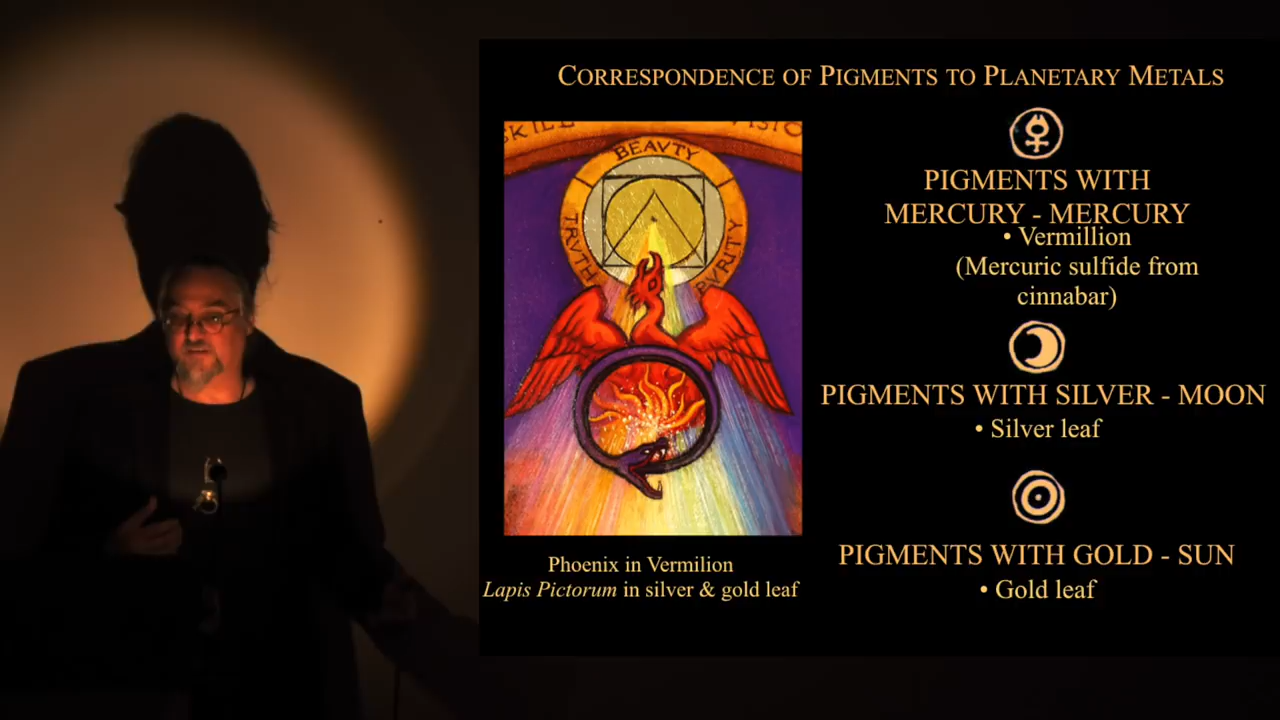 CORRESPONDENCE OF PIGMENTS TO PLANETARY METALS
SKILL VISIO
BEAVTY
TRVTH
PVRITY
Phoenix in Vermilion
Lapis Pictorum in silver & gold leaf
PIGMENTS WITH
MERCURY - MERCURY
• Vermillion
(Mercuric sulfide from
cinnabar)
PIGMENTS WITH SILVER - MOON
• Silver leaf
PIGMENTS WITH GOLD - SUN
• Gold leaf